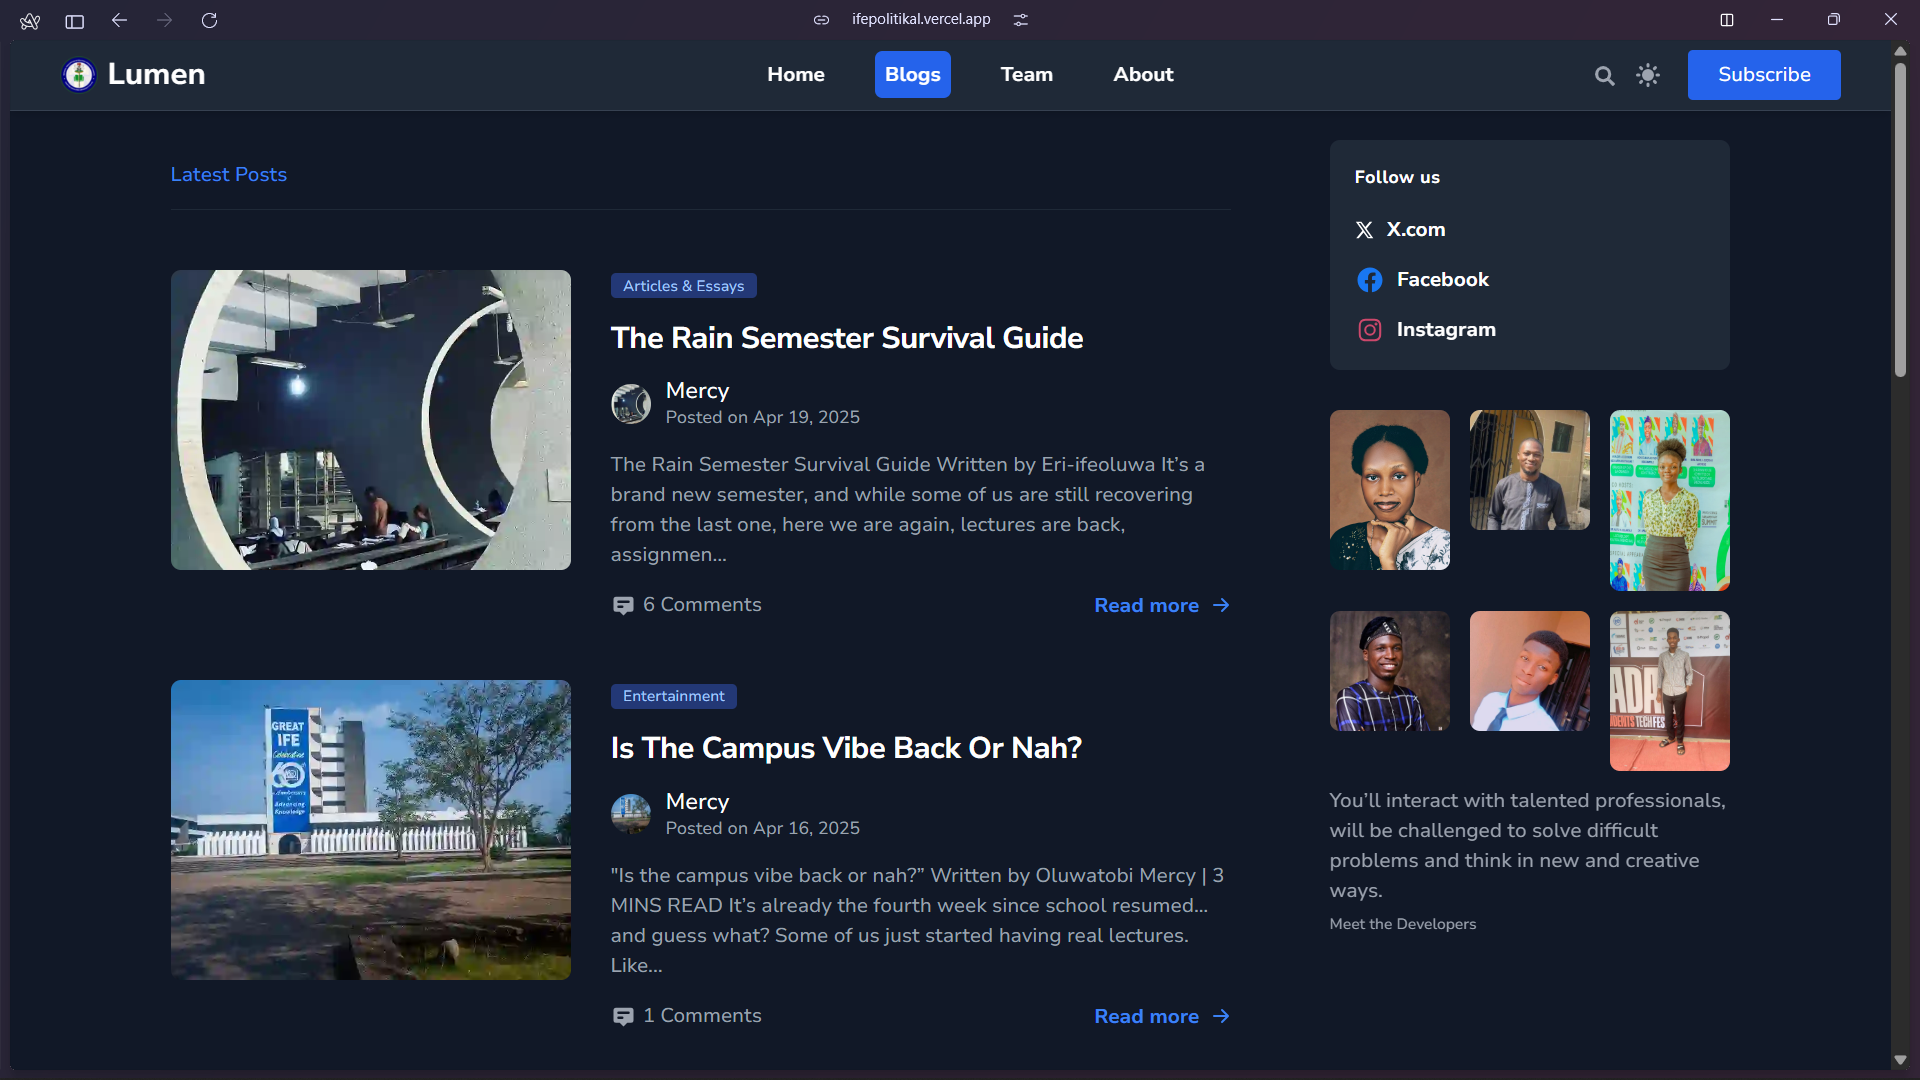 ifepolitikal.vercel.app
Lumen
Home
Blogs
Team
About
Subscribe
Latest Posts
Articles & Essays
The Rain Semester Survival Guide
Mercy
Posted on Apr 19, 2025
The Rain Semester Survival Guide Written by Eri-ifeoluwa It’s a
brand new semester, and while some of us are still recovering
from the last one, here we are again, lectures are back,
assignmen...
6 Comments
Read more
GREAT
IFE
60
Entertainment
Is The Campus Vibe Back Or Nah?
Mercy
Posted on Apr 16, 2025
"Is the campus vibe back or nah?” Written by Oluwatobi Mercy | 3
MINS READ It’s already the fourth week since school resumed...
and guess what? Some of us just started having real lectures.
Like...
1 Comments
Read more
Follow us
X.com
Facebook
Instagram
You’ll interact with talented professionals,
will be challenged to solve difficult
problems and think in new and creative
ways.
Meet the Developers